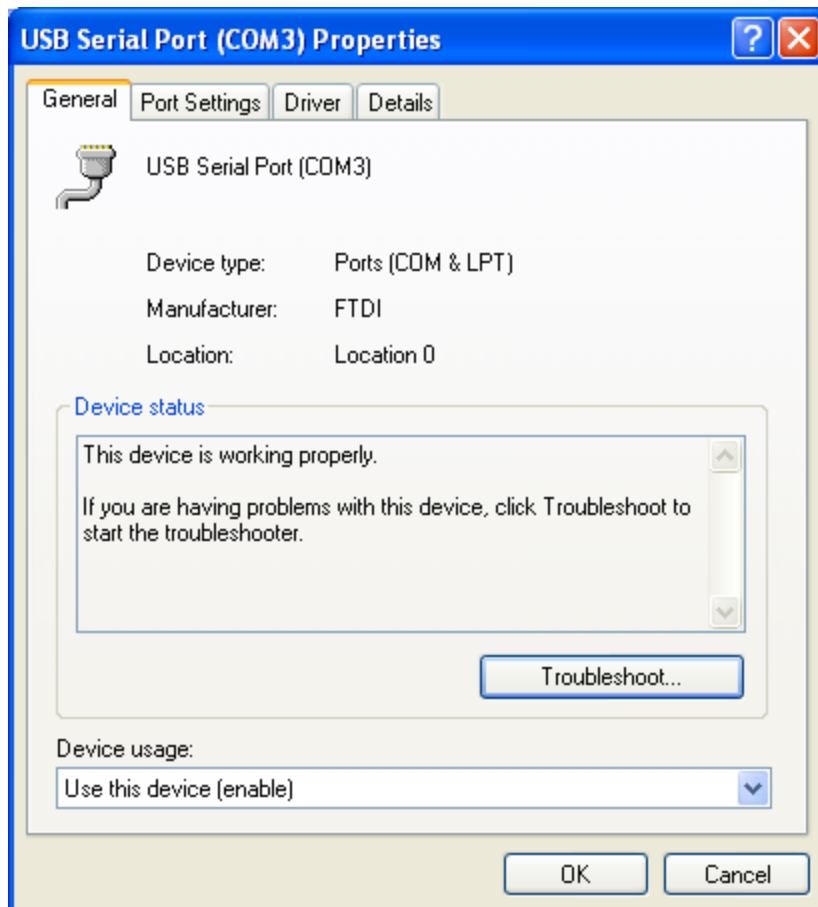 USB Serial Port (COM3) Properties
General Port Settings Driver Details
USB Serial Port (COM3)
Device type: Ports (COM & LPT)
Manufacturer: FTDI
Location: Location 0
Device status
This device is working properly.
If you are having problems with this device, click Troubleshoot to
start the troubleshooter.
Troubleshoot...
Device usage:
Use this device (enable)
OK Cancel